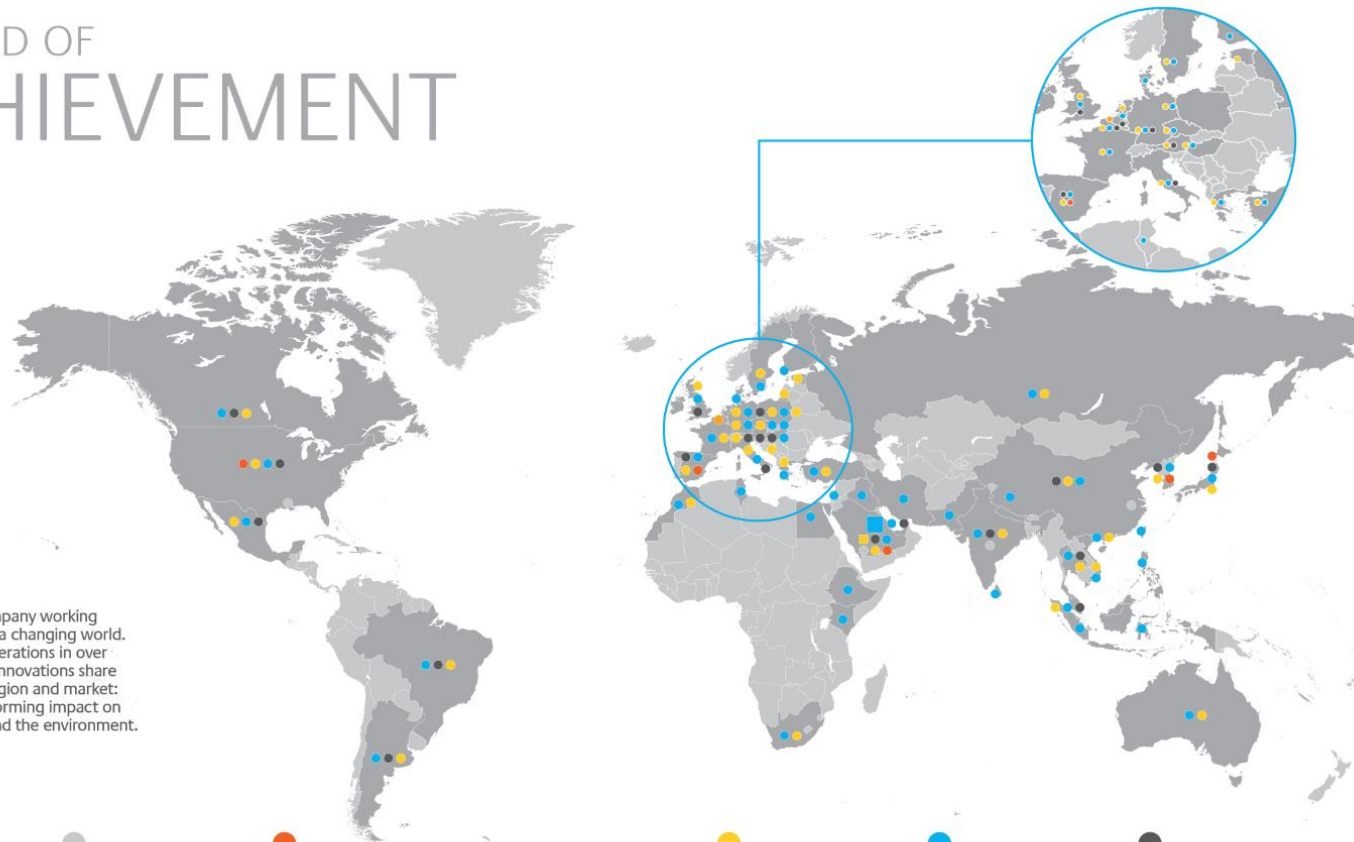 D OF
HIEVEMENT
pany working
a changing world.
erations in over
nnovations share
gion and market:
orming impact on
nd the environment.